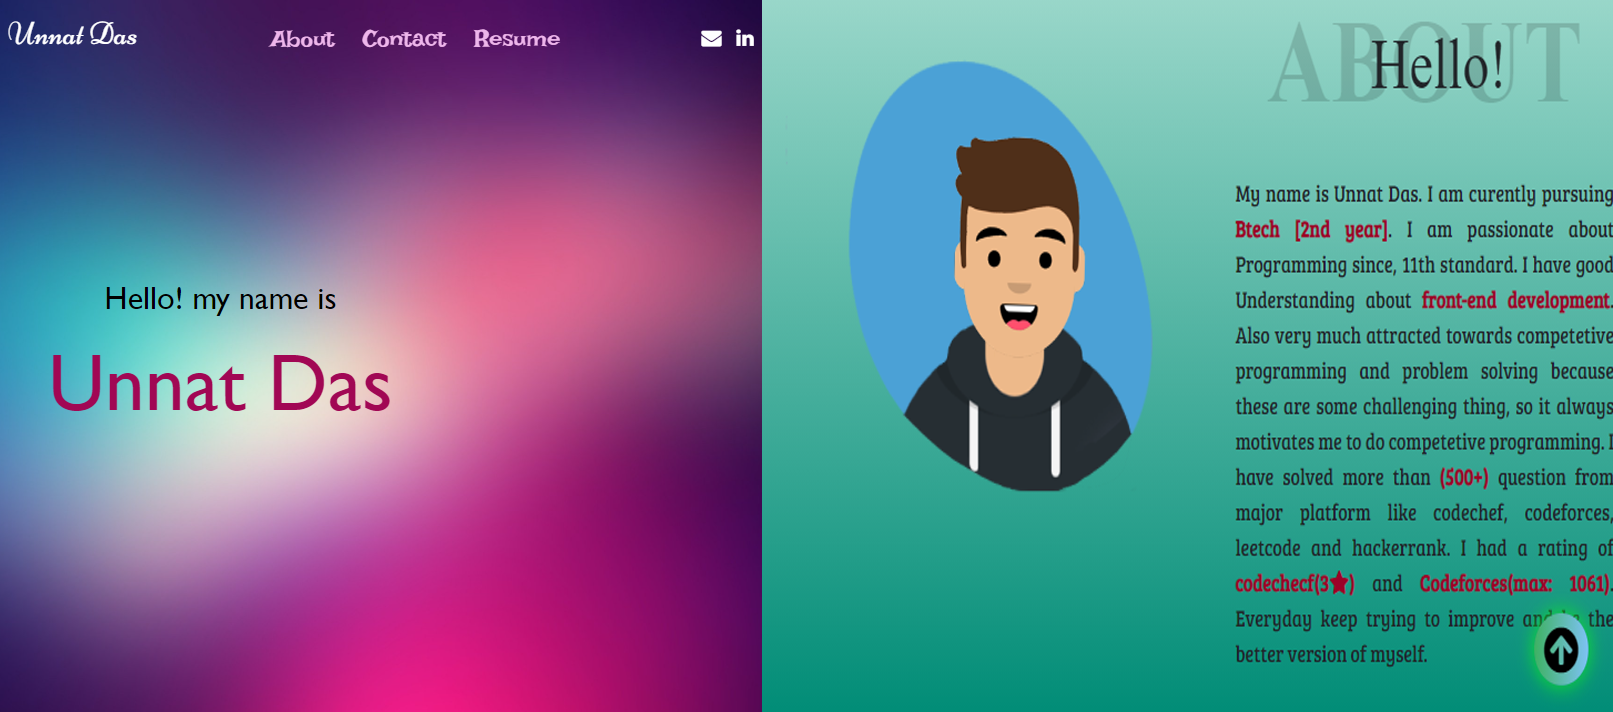 Unnat Das
About Contact Resume
Hello! my name is
Unnat Das
ABOUT
Hello!
My name is Unnat Das. I am curently pursuing
Btech [2nd year]. I am passionate about
Programming since, 11th standard. I have good
Understanding about front-end development.
Also very much attracted towards competetive
programming and problem solving because
these are some challenging thing, so it always
motivates me to do competetive programming. I
have solved more than (500+) question from
major platform like codechef, codeforces,
leetcode and hackerrank. I had a rating of
codechecf(3★) and Codeforces(max: 1061).
Everyday keep trying to improve and be the
better version of myself.